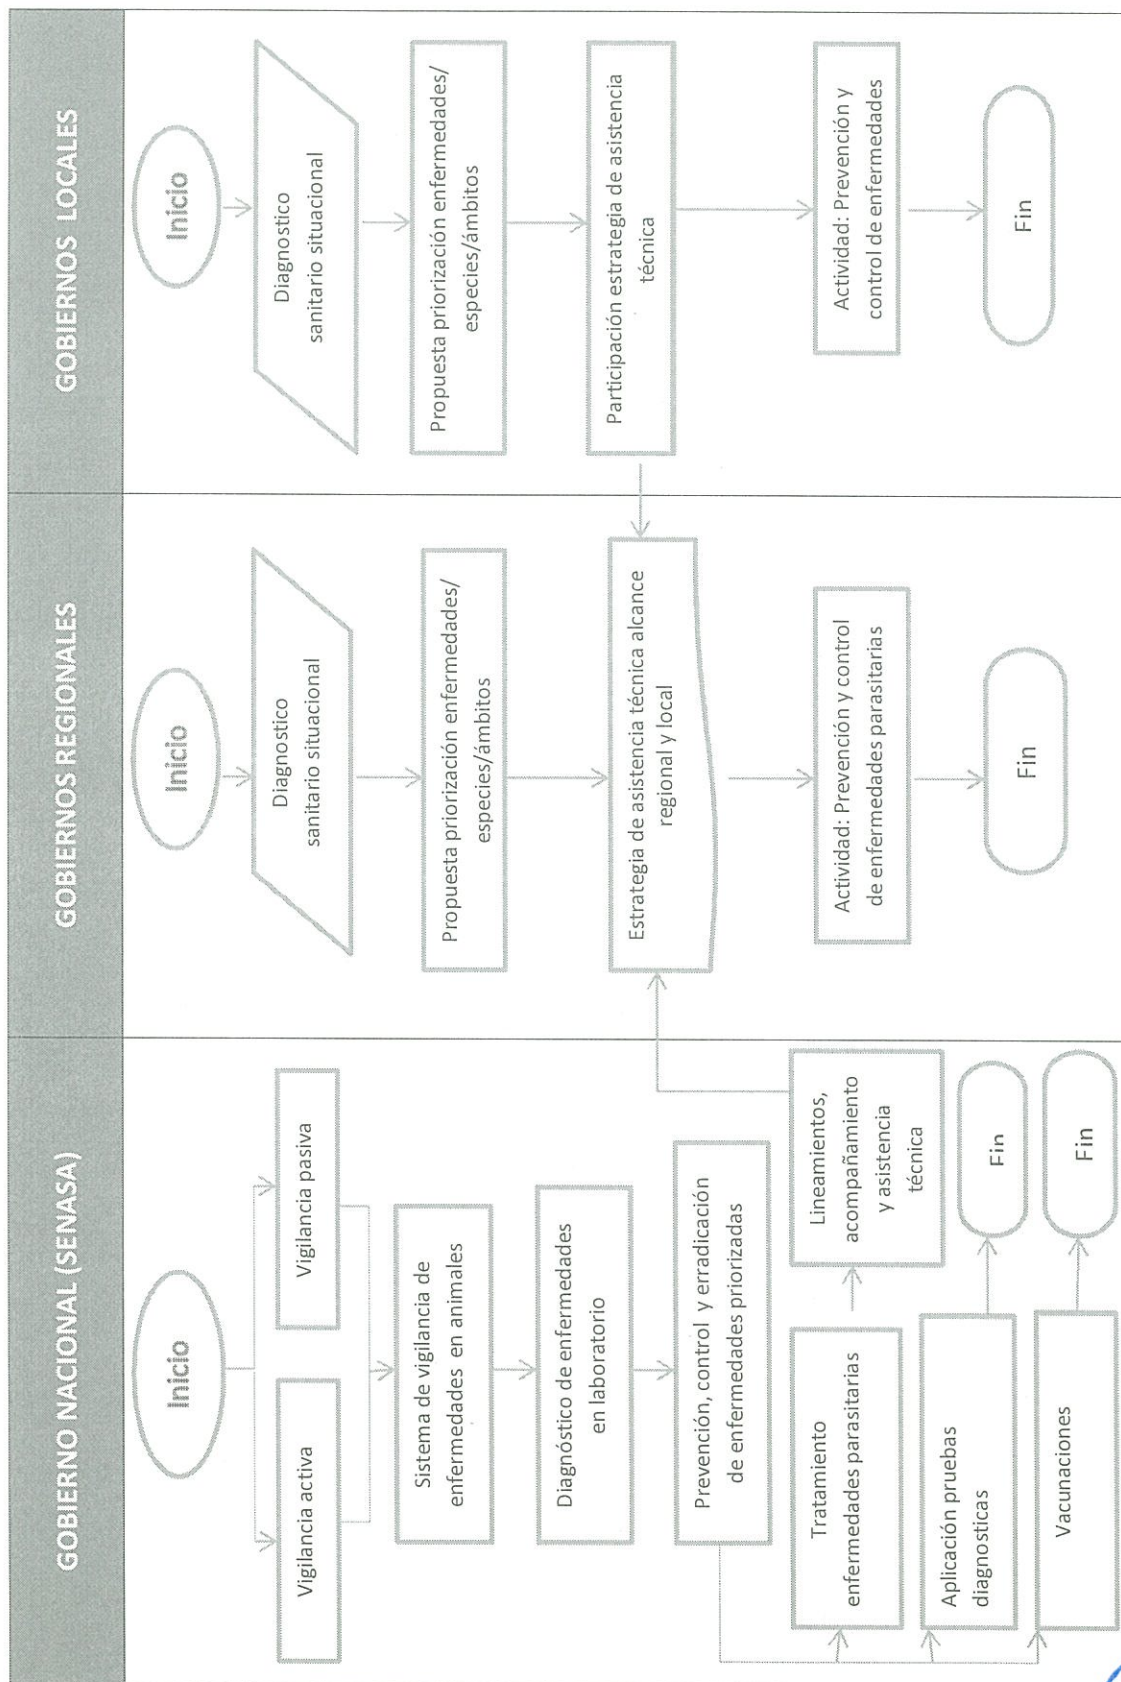 GOBIERNO NACIONAL (SENASA)
Inicio
Vigilancia activa
Vigilancia pasiva
Sistema de vigilancia de
enfermedades en animales
Diagnóstico de enfermedades
en laboratorio
Prevención, control y erradicación
de enfermedades priorizadas
Tratamiento
enfermedades parasitarias
Lineamientos,
acompañamiento
y asistencia
técnica
Aplicación pruebas
diagnosticas
Fin
Vacunaciones
Fin
GOBIERNOS REGIONALES
Inicio
Diagnostico
sanitario situacional
Propuesta priorización enfermedades/
especies/ámbitos
Estrategia de asistencia técnica alcance
regional y local
Actividad: Prevención y control
de enfermedades parasitarias
Fin
GOBIERNOS LOCALES
Inicio
Diagnostico
sanitario situacional
Propuesta priorización enfermedades/
especies/ámbitos
Participación estrategia de asistencia
técnica
Actividad: Prevención y
control de enfermedades
Fin